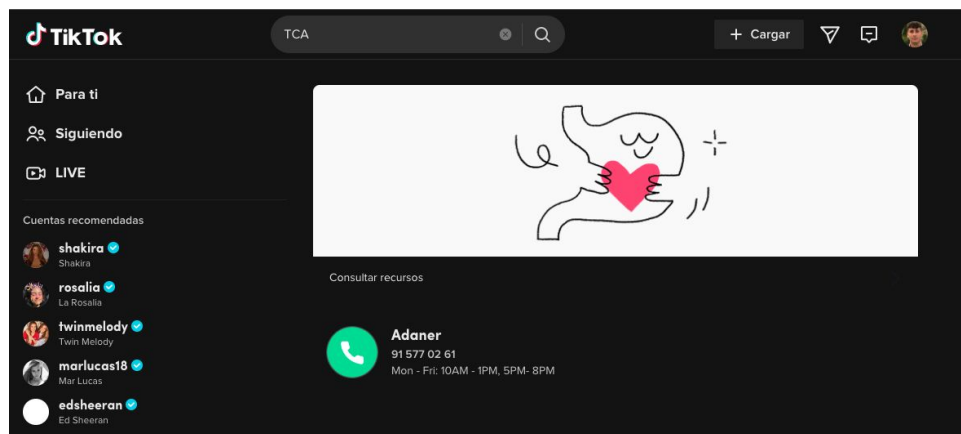 TikTok
TCA
+ Cargar
Para ti
Siguiendo
LIVE
Cuentas recomendadas
shakira
Shakira
rosalia
La Rosalia
twinmelody
Twin Melody
marlucas18
Mar Lucas
edsheeran
Ed Sheeran
Consultar recursos
Adaner
91 577 02 61
Mon - Fri: 10AM - 1PM, 5PM- 8PM